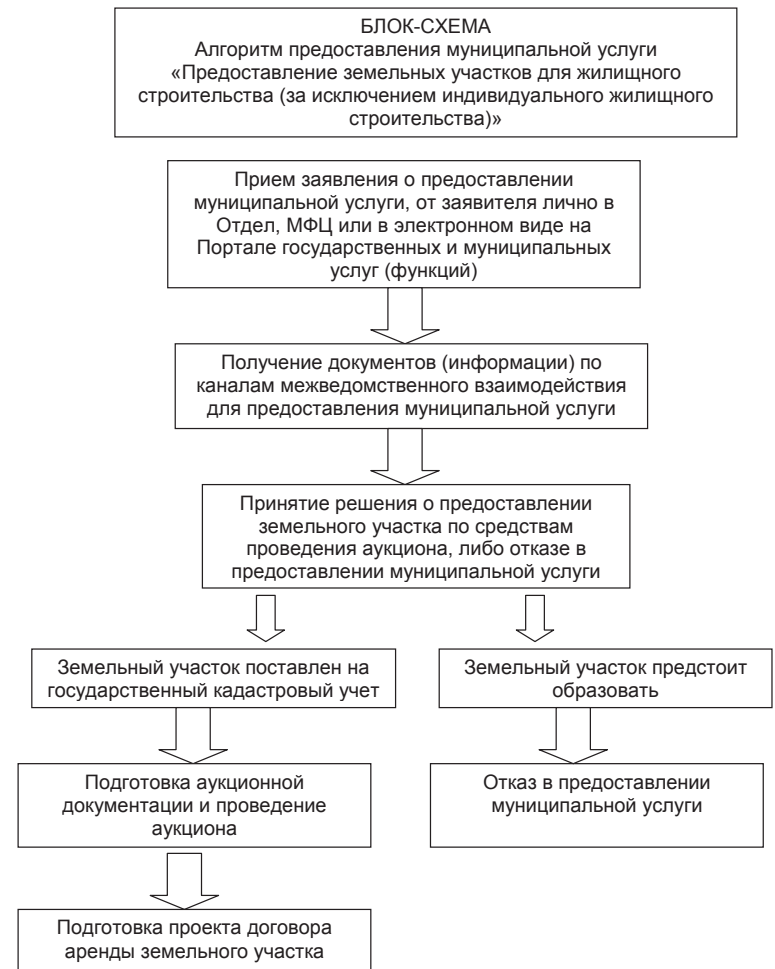 БЛОК-СХЕМА
Алгоритм предоставления муниципальной услуги
«Предоставление земельных участков для жилищного
строительства (за исключением индивидуального жилищного
строительства)»
Прием заявления о предоставлении
муниципальной услуги, от заявителя лично в
Отдел, МФЦ или в электронном виде на
Портале государственных и муниципальных
услуг (функций)
Получение документов (информации) по
каналам межведомственного взаимодействия
для предоставления муниципальной услуги
Принятие решения о предоставлении
земельного участка по средствам
проведения аукциона, либо отказе в
предоставлении муниципальной услуги
Земельный участок поставлен на
государственный кадастровый учет
Земельный участок предстоит
образовать
Подготовка аукционной
документации и проведение
аукциона
Отказ в предоставлении
муниципальной услуги
Подготовка проекта договора
аренды земельного участка